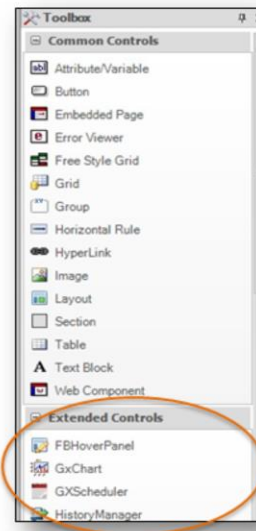 Toolbox
Common Controls
Attribute/Variable
Button
Embedded Page
Error Viewer
Free Style Grid
Grid
Group
Horizontal Rule
HyperLink
Image
Layout
Section
Table
A Text Block
Web Component
Extended Controls
FBHoverPanel
GxChart
GXScheduler
HistoryManager